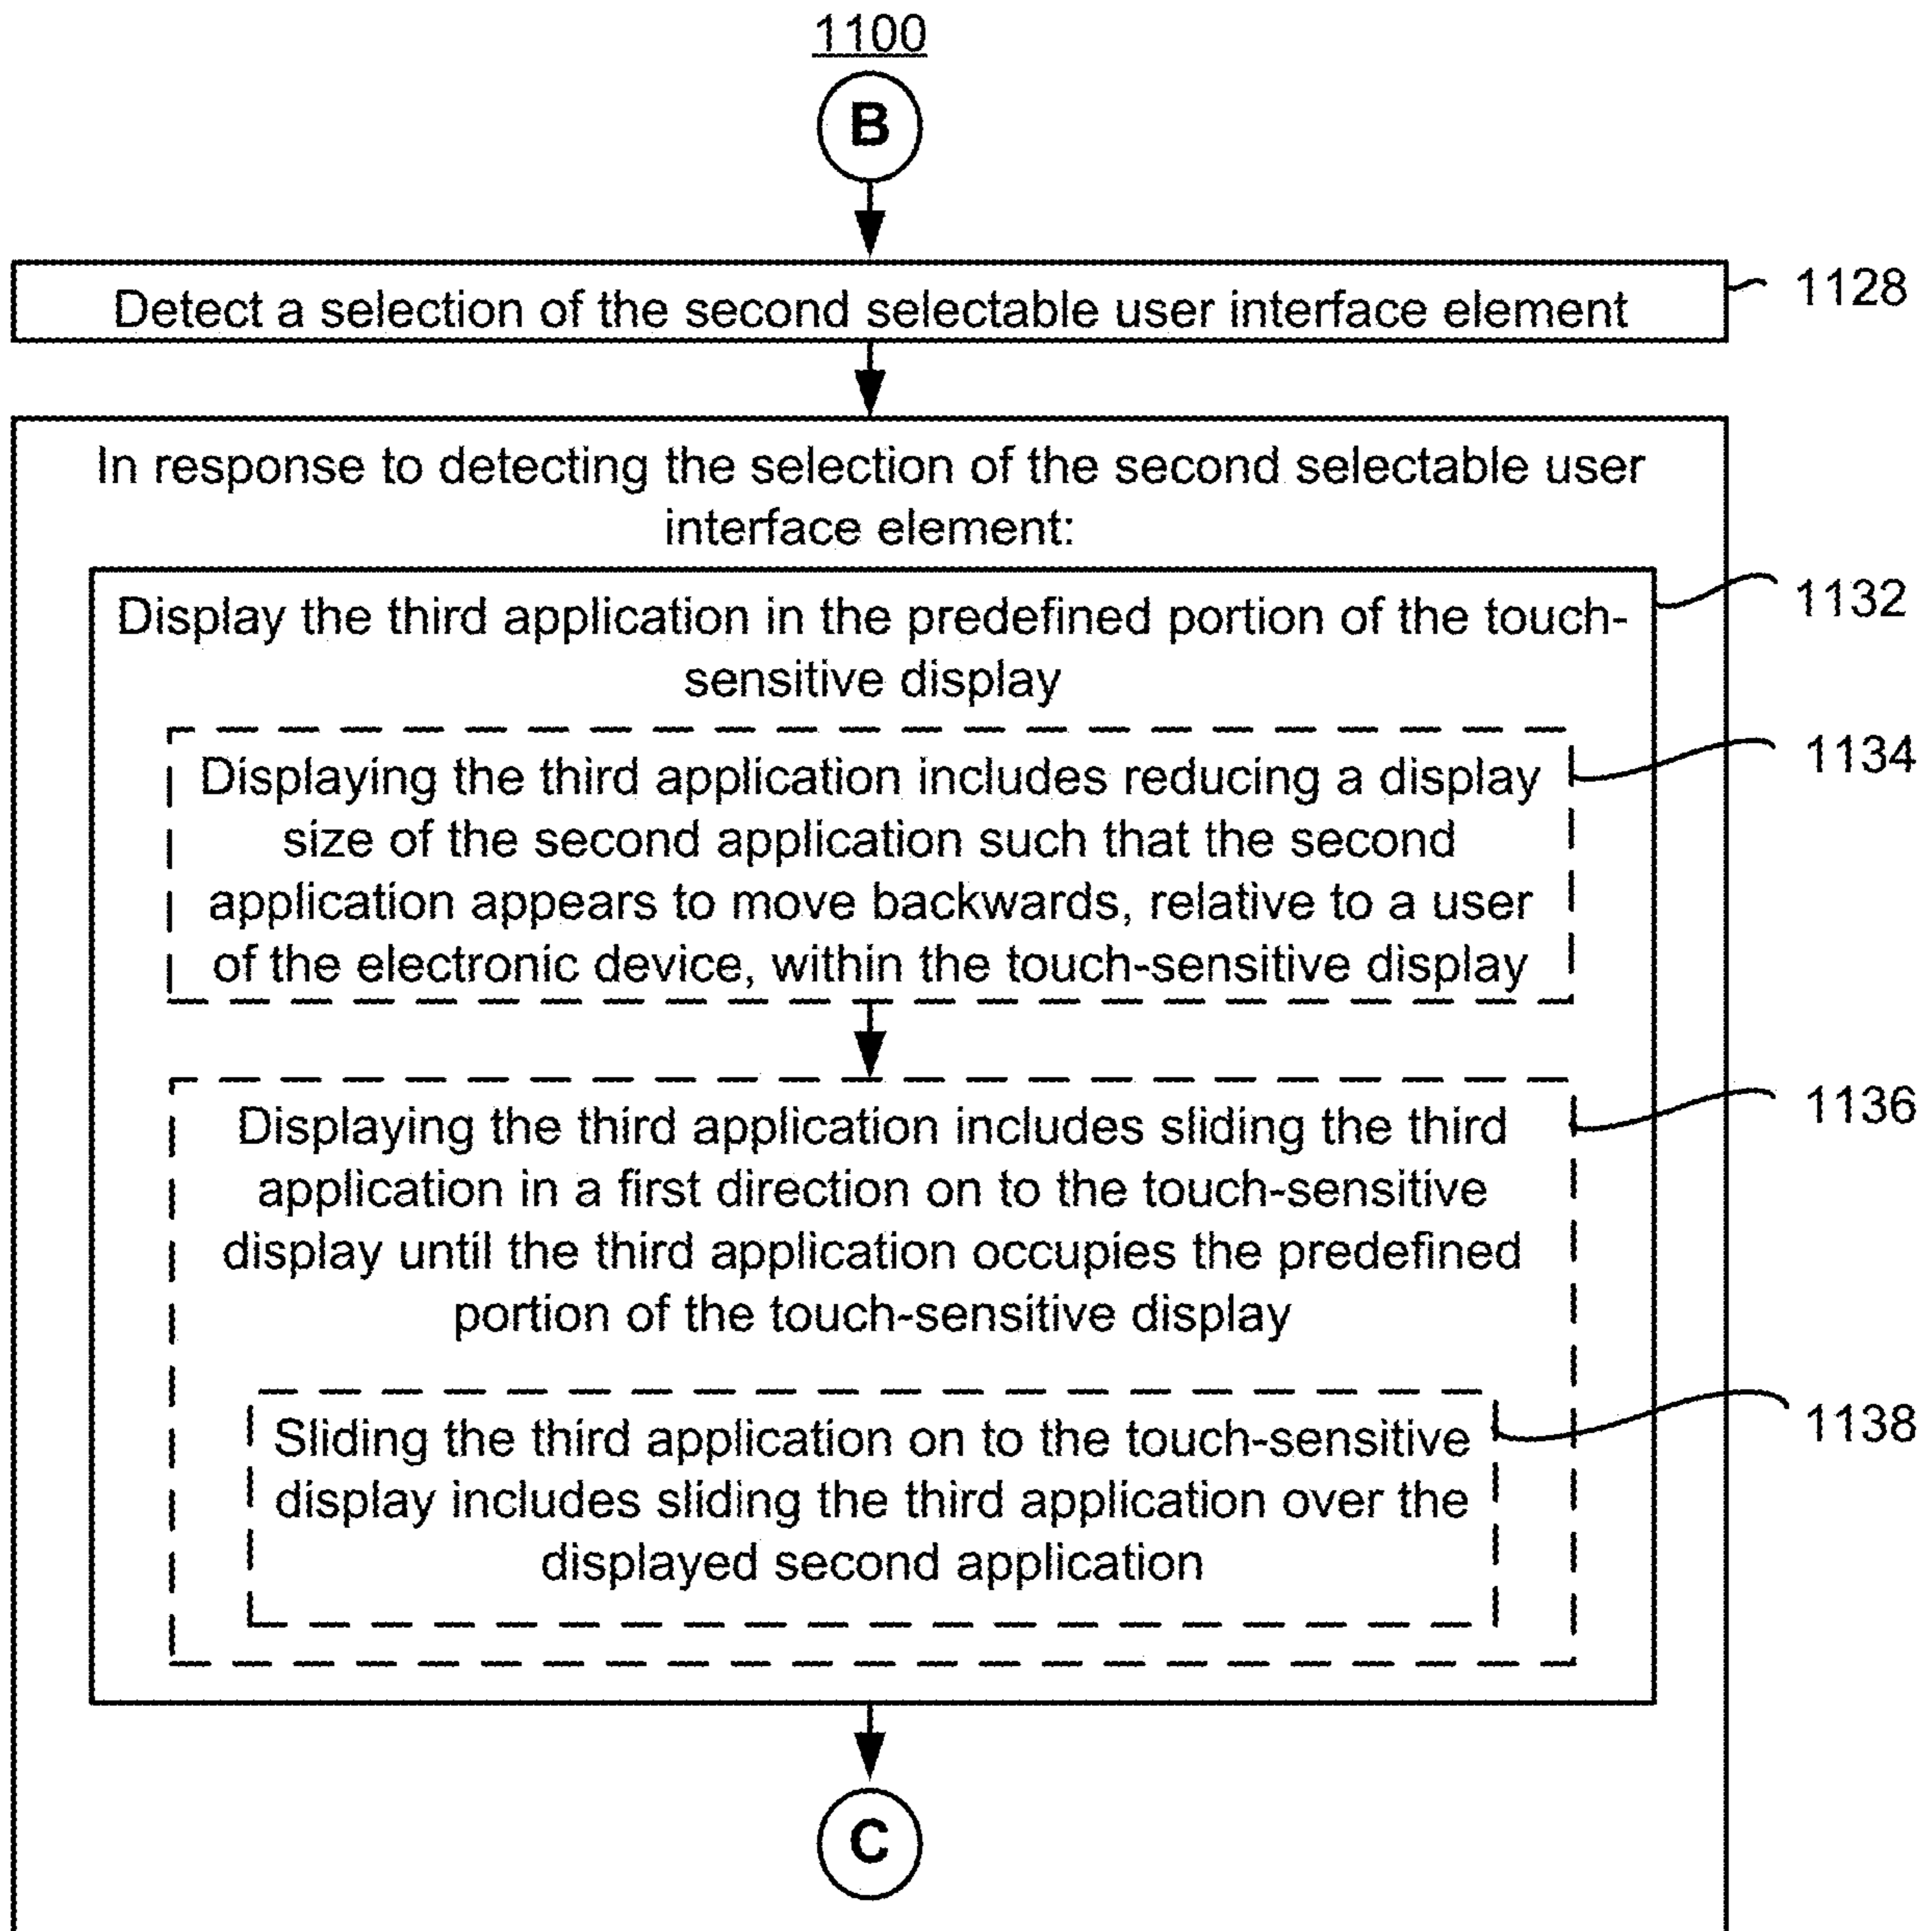 1100
B
Detect a selection of the second selectable user interface element
1128
In response to detecting the selection of the second selectable user
interface element:
Display the third application in the predefined portion of the touch-
sensitive display
1132
Displaying the third application includes reducing a display
size of the second application such that the second
application appears to move backwards, relative to a user
of the electronic device, within the touch-sensitive display
1134
Displaying the third application includes sliding the third
application in a first direction on to the touch-sensitive
display until the third application occupies the predefined
portion of the touch-sensitive display
1136
Sliding the third application on to the touch-sensitive
display includes sliding the third application over the
displayed second application
1138
C